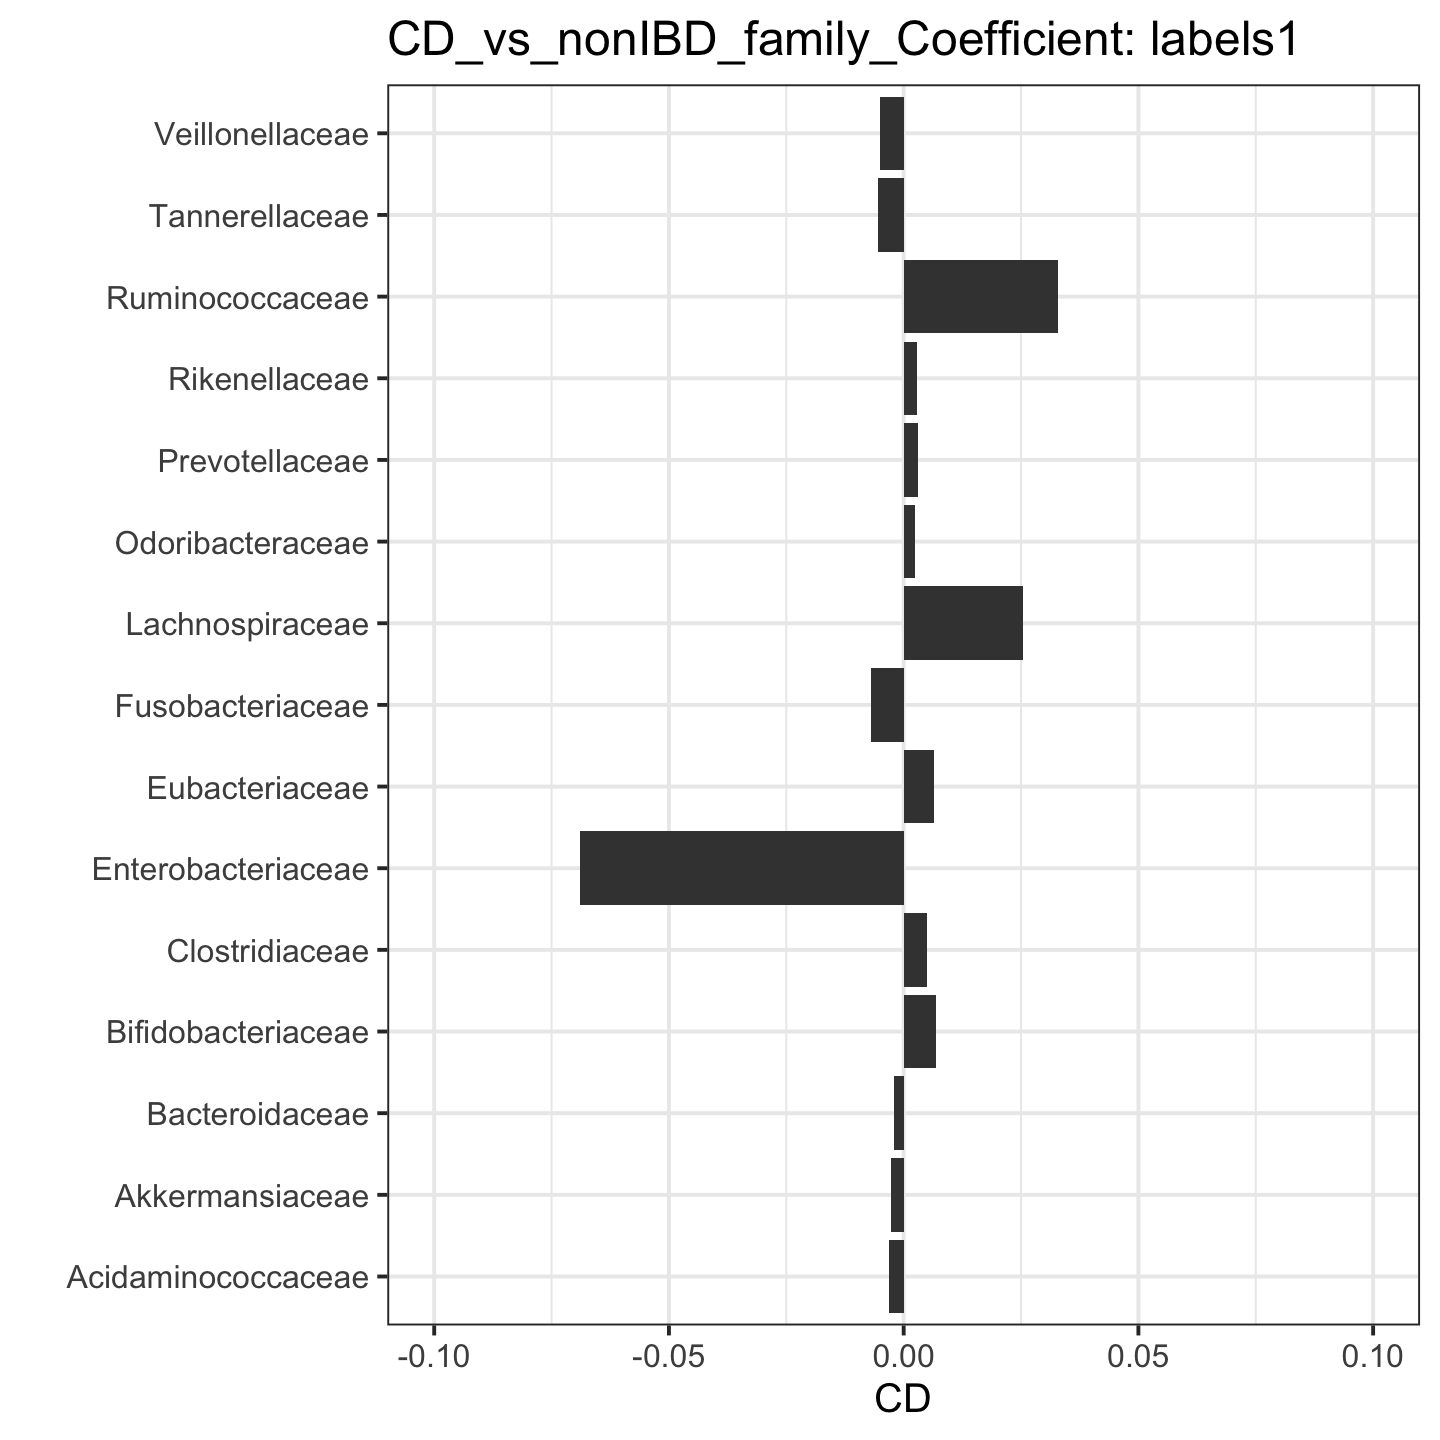 CD_vs_nonIBD_family_Coefficient: labels1
Veillonellaceae
Tannerellaceae
Ruminococcaceae
Rikenellaceae
Prevotellaceae
Odoribacteraceae
Lachnospiraceae
Fusobacteriaceae
Eubacteriaceae
Enterobacteriaceae
Clostridiaceae
Bifidobacteriaceae
Bacteroidaceae
Akkermansiaceae
Acidaminococcaceae
-0.10 -0.05 0.00 0.05 0.10
CD